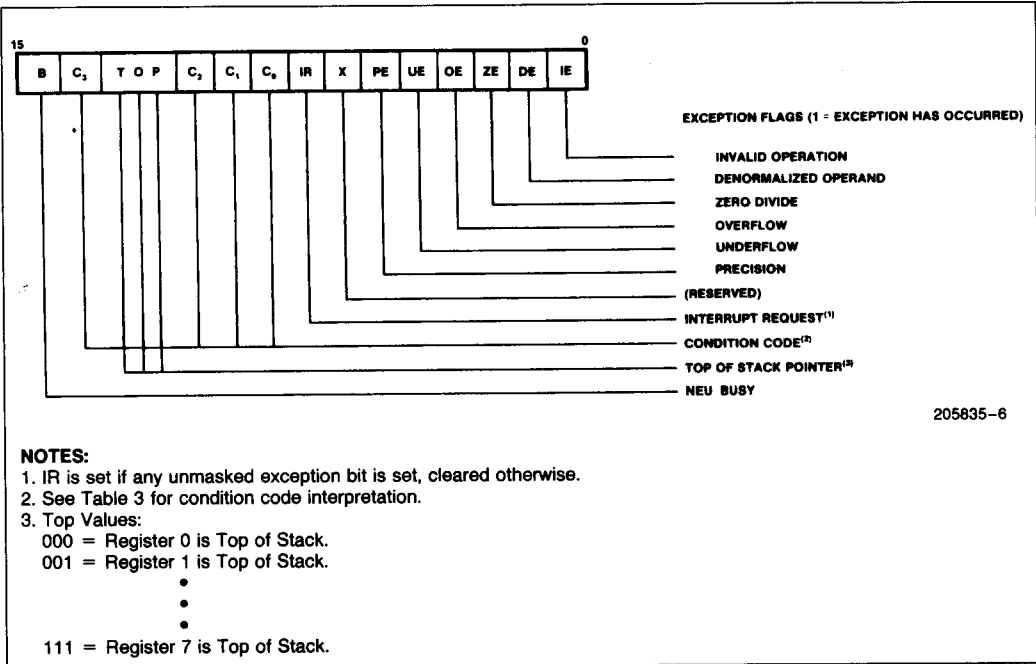 15 0
B C₃ T O P C₂ C₁ C₀ IR X PE UE OE ZE DE IE
EXCEPTION FLAGS (1 = EXCEPTION HAS OCCURRED)
INVALID OPERATION
DENORMALIZED OPERAND
ZERO DIVIDE
OVERFLOW
UNDERFLOW
PRECISION
(RESERVED)
INTERRUPT REQUEST⁽¹⁾
CONDITION CODE⁽²⁾
TOP OF STACK POINTER⁽³⁾
NEU BUSY
205835–6
NOTES:
1. IR is set if any unmasked exception bit is set, cleared otherwise.
2. See Table 3 for condition code interpretation.
3. Top Values:
000 = Register 0 is Top of Stack.
001 = Register 1 is Top of Stack.
•
•
•
111 = Register 7 is Top of Stack.